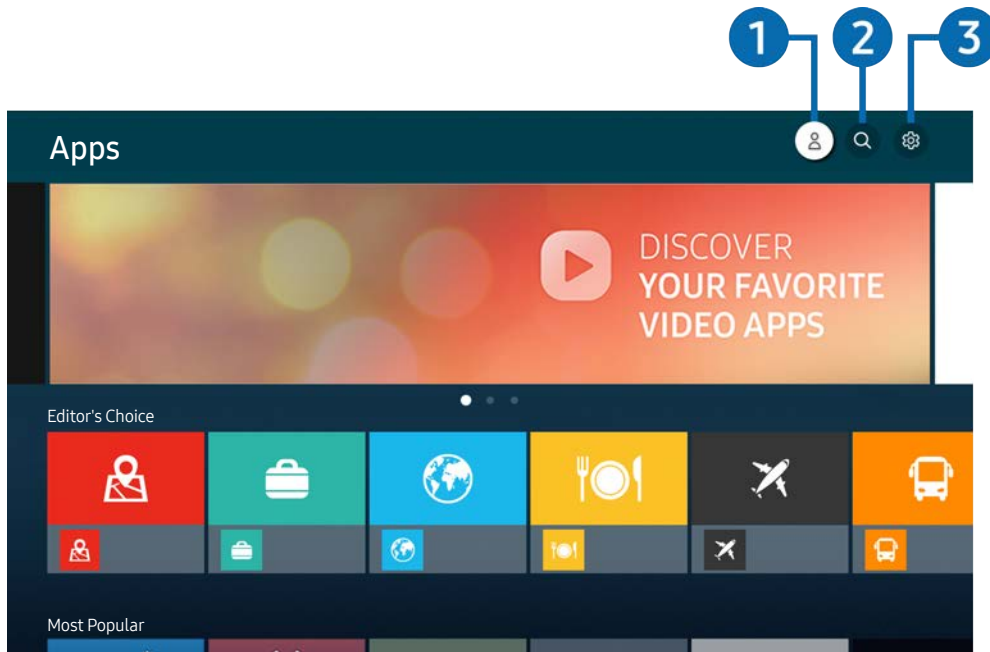 1 2 3
Apps
DISCOVER
YOUR FAVORITE
VIDEO APPS
Editor's Choice
Most Popular